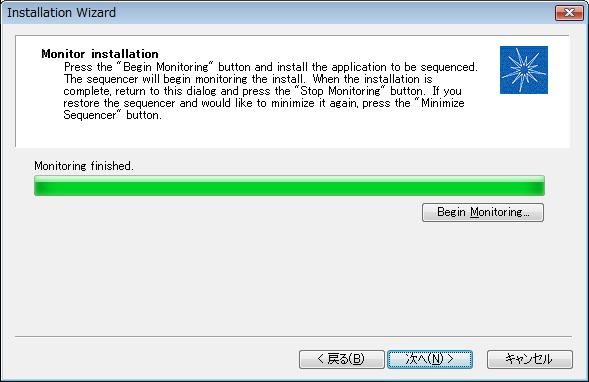 Installation Wizard
Monitor installation
Press the "Begin Monitoring" button and install the application to be sequenced.
The sequencer will begin monitoring the install. When the installation is
complete, return to this dialog and press the "Stop Monitoring" button. If you
restore the sequencer and would like to minimize it again, press the "Minimize
Sequencer" button.
Monitoring finished.
Begin Monitoring...
< 戻る(B)
次へ(N) >
キャンセル